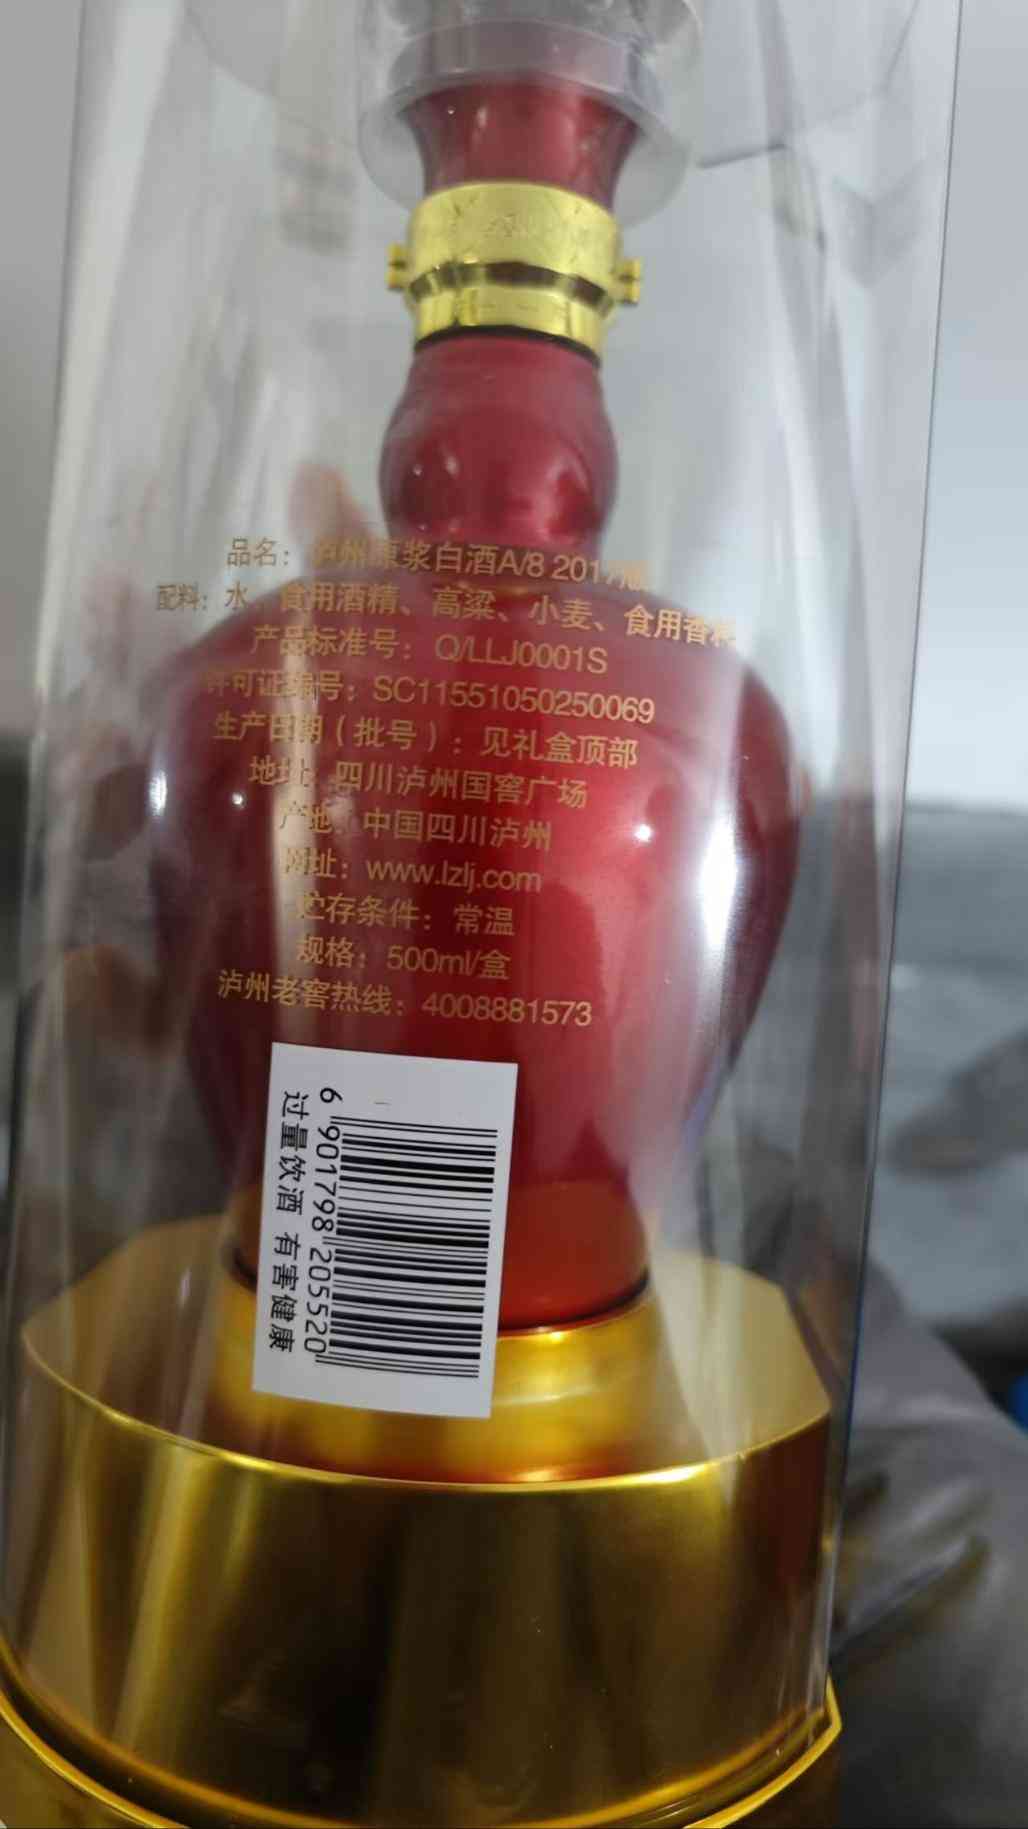 品名：泸州原浆白酒A/8 2017版
配料：水、食用酒精、高粱、小麦、食用香料
产品标准号：Q/LLJ0001S
许可证编号：SC11551050250069
生产日期（批号）：见礼盒顶部
地址：四川泸州国窖广场
产地：中国四川泸州
网址：www.lzlj.com
贮存条件：常温
规格：500ml/盒
泸州老窖热线：4008881573
6 901798 205520
过量饮酒 有害健康